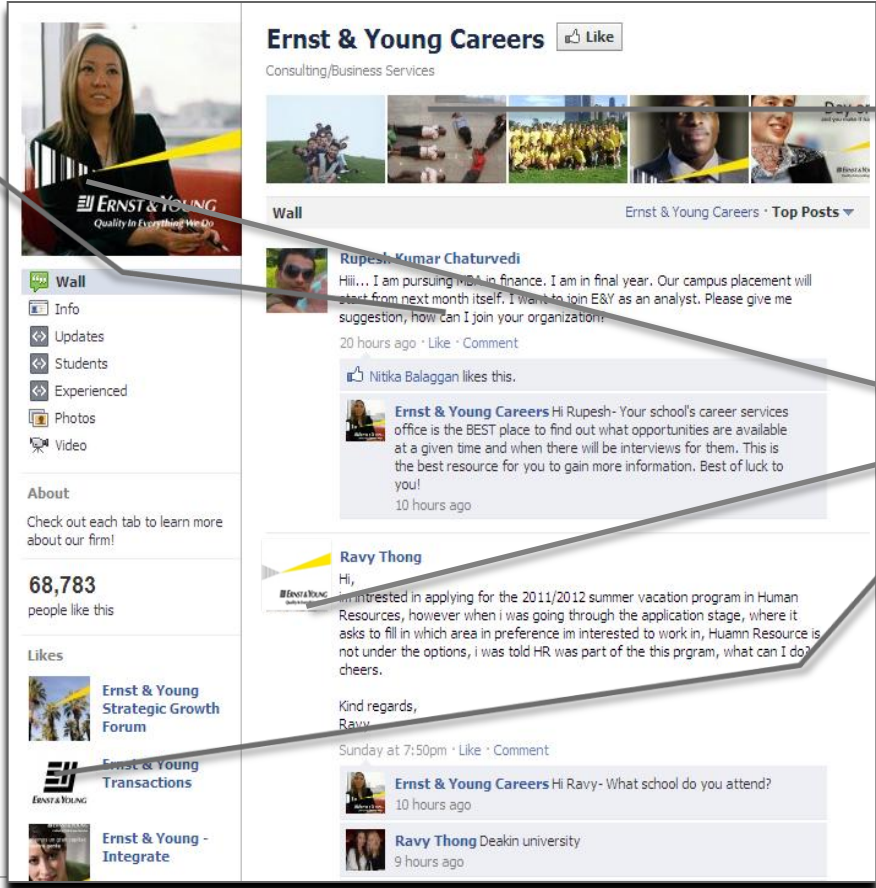 ERNST & YOUNG
Quality In Everything We Do
Wall
Info
Updates
Students
Experienced
Photos
Video
About
Check out each tab to learn more
about our firm!
68,783
people like this
Likes
Ernst & Young
Strategic Growth
Forum
ERNST & YOUNG
Ernst & Young
Transactions
Ernst & Young -
Integrate
Ernst & Young Careers
Like
Consulting/Business Services
Day or
Wall
Ernst & Young Careers · Top Posts
Rupesh Kumar Chaturvedi
Hiii... I am pursuing MBA in finance. I am in final year. Our campus placement will
start from next month itself. I want to join E&Y as an analyst. Please give me
suggestion, how can I join your organization?
20 hours ago · Like · Comment
Nitika Balaggan likes this.
Ernst & Young Careers Hi Rupesh- Your school's career services
office is the BEST place to find out what opportunities are available
at a given time and when there will be interviews for them. This is
the best resource for you to gain more information. Best of luck to
you!
10 hours ago
ERNST & YOUNG
Ravy Thong
Hi,
im intrested in applying for the 2011/2012 summer vacation program in Human
Resources, however when i was going through the application stage, where it
asks to fill in which area in preference im interested to work in, Huamn Resource is
not under the options, i was told HR was part of the this prgram, what can I do?
cheers.
Kind regards,
Ravy
Sunday at 7:50pm · Like · Comment
Ernst & Young Careers Hi Ravy- What school do you attend?
10 hours ago
Ravy Thong Deakin university
9 hours ago